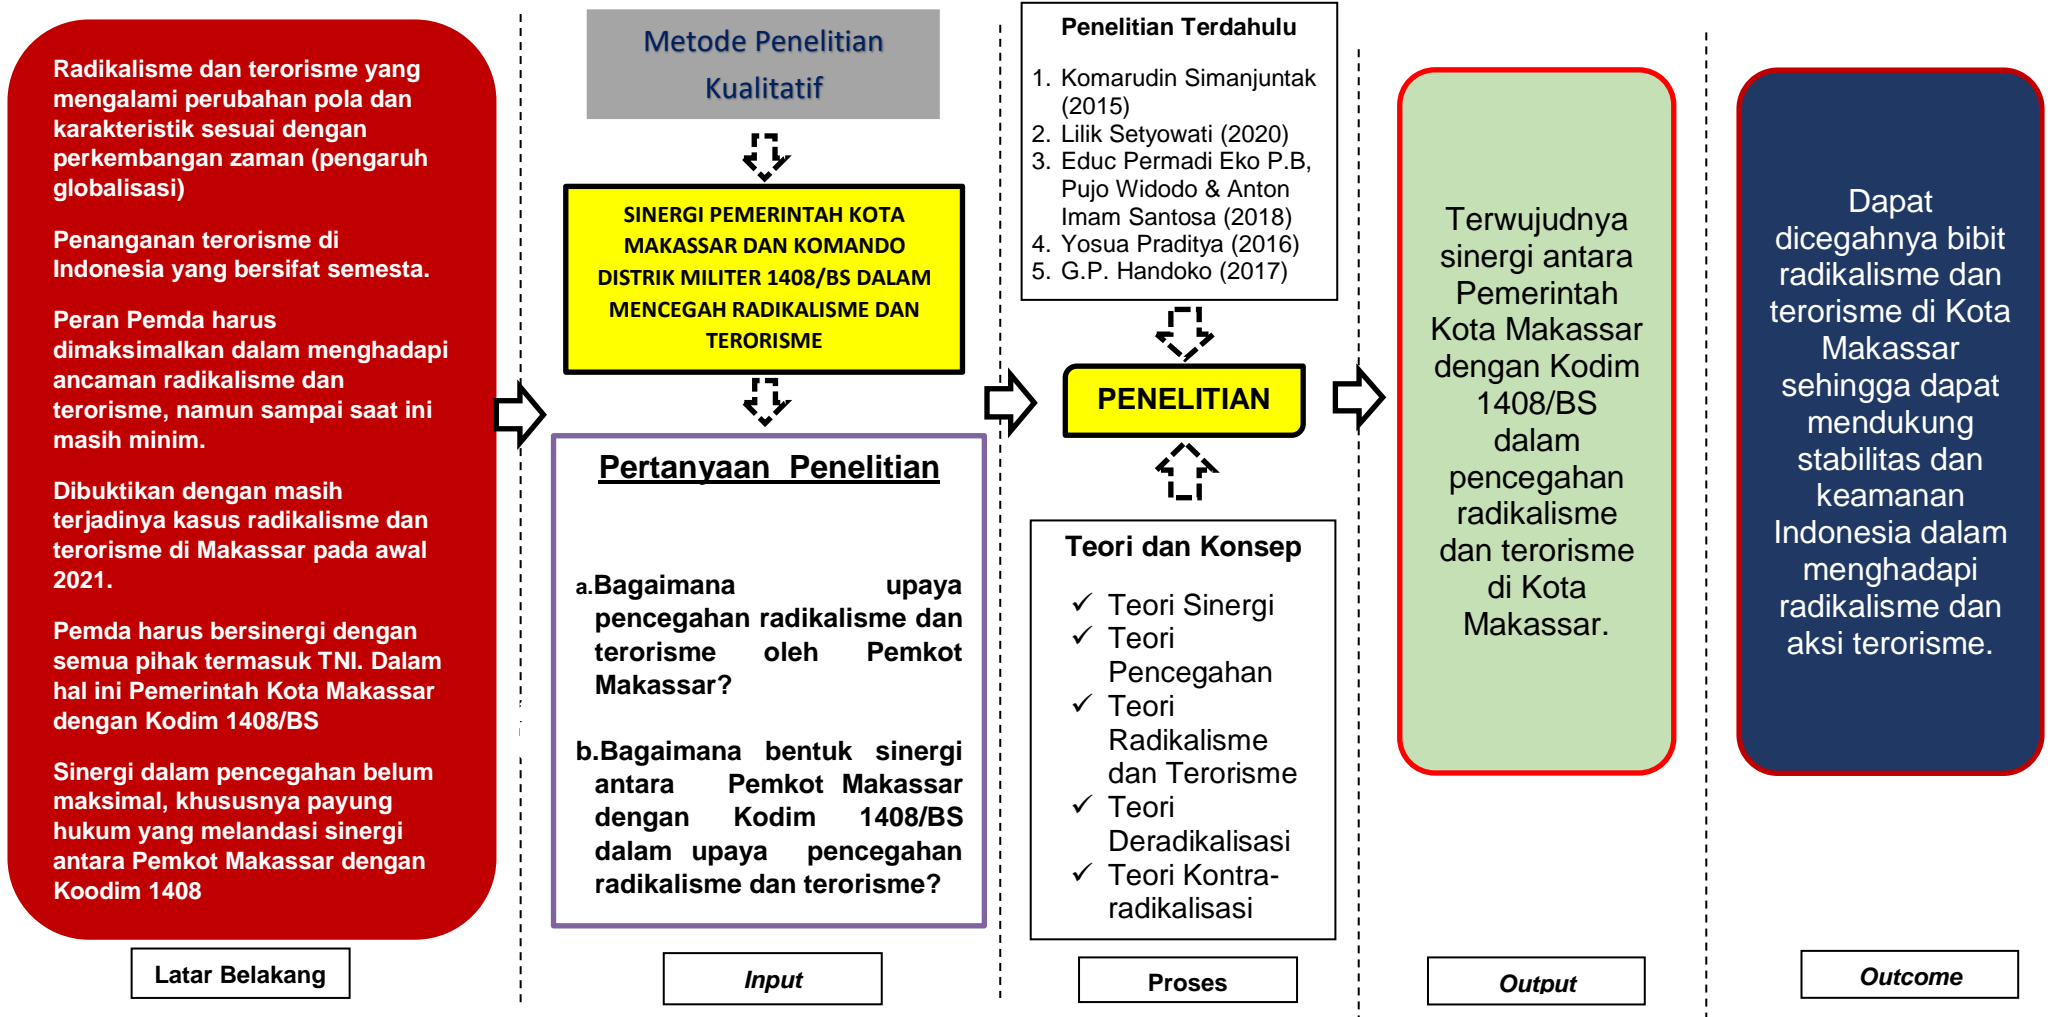 Radikalisme dan terorisme yang
mengalami perubahan pola dan
karakteristik sesuai dengan
perkembangan zaman (pengaruh
globalisasi)
Penanganan terorisme di
Indonesia yang bersifat semesta.
Peran Pemda harus
dimaksimalkan dalam menghadapi
ancaman radikalisme dan
terorisme, namun sampai saat ini
masih minim.
Dibuktikan dengan masih
terjadinya kasus radikalisme dan
terorisme di Makassar pada awal
2021.
Pemda harus bersinergi dengan
semua pihak termasuk TNI. Dalam
hal ini Pemerintah Kota Makassar
dengan Kodim 1408/BS
Sinergi dalam pencegahan belum
maksimal, khususnya payung
hukum yang melandasi sinergi
antara Pemkot Makassar dengan
Koodim 1408
Latar Belakang
Metode Penelitian
Kualitatif
SINERGI PEMERINTAH KOTA
MAKASSAR DAN KOMANDO
DISTRIK MILITER 1408/BS DALAM
MENCEGAH RADIKALISME DAN
TERORISME
Pertanyaan Penelitian
a.Bagaimana upaya
pencegahan radikalisme dan
terorisme oleh Pemkot
Makassar?
b.Bagaimana bentuk sinergi
antara Pemkot Makassar
dengan Kodim 1408/BS
dalam upaya pencegahan
radikalisme dan terorisme?
Input
Penelitian Terdahulu
1. Komarudin Simanjuntak
(2015)
2. Lilik Setyowati (2020)
3. Educ Permadi Eko P.B,
Pujo Widodo & Anton
Imam Santosa (2018)
4. Yosua Praditya (2016)
5. G.P. Handoko (2017)
PENELITIAN
Teori dan Konsep
✓ Teori Sinergi
✓ Teori
Pencegahan
✓ Teori
Radikalisme
dan Terorisme
✓ Teori
Deradikalisasi
✓ Teori Kontra-
radikalisasi
Proses
Terwujudnya
sinergi antara
Pemerintah
Kota Makassar
dengan Kodim
1408/BS
dalam
pencegahan
radikalisme
dan terorisme
di Kota
Makassar.
Output
Dapat
dicegahnya bibit
radikalisme dan
terorisme di Kota
Makassar
sehingga dapat
mendukung
stabilitas dan
keamanan
Indonesia dalam
menghadapi
radikalisme dan
aksi terorisme.
Outcome